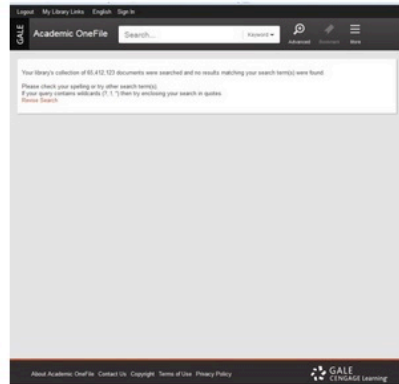 Logout My Library Links English Sign In
GALE Academic OneFile Search... Keyword Advanced Bookmark More
Your library's collection of 65,412,123 documents were searched and no results matching your search term(s) were found.
Please check your spelling or try other search term(s).
If your query contains wildcards (?, !, *) then try enclosing your search in quotes.
Revise Search
About Academic OneFile Contact Us Copyright Terms of Use Privacy Policy
GALE
CENGAGE Learning